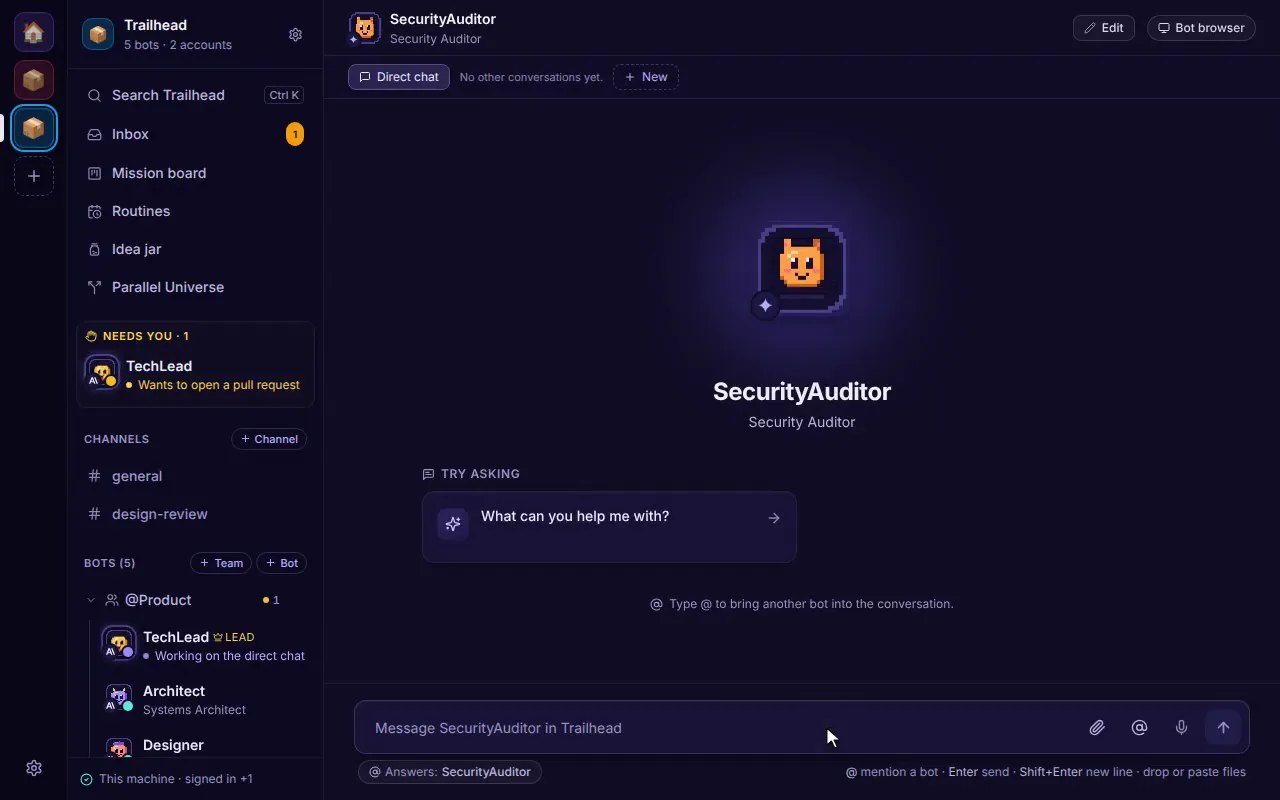 Trailhead
5 bots · 2 accounts
Search Trailhead
Ctrl K
Inbox
1
Mission board
Routines
Idea jar
Parallel Universe
NEEDS YOU · 1
TechLead
Wants to open a pull request
CHANNELS
+ Channel
# general
# design-review
BOTS (5)
+ Team
+ Bot
@Product
1
TechLead LEAD
Working on the direct chat
Architect
Systems Architect
Designer
This machine · signed in +1
SecurityAuditor
Security Auditor
Edit
Bot browser
Direct chat
No other conversations yet.
+ New
SecurityAuditor
Security Auditor
TRY ASKING
What can you help me with?
@ Type @ to bring another bot into the conversation.
Message SecurityAuditor in Trailhead
@ Answers: SecurityAuditor
@ mention a bot · Enter send · Shift+Enter new line · drop or paste files